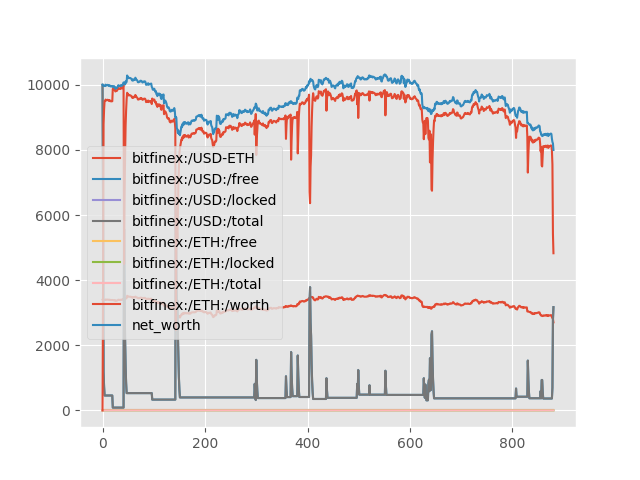 10000
8000
6000
4000
2000
0
bitfinex:/USD-ETH
bitfinex:/USD:/free
bitfinex:/USD:/locked
bitfinex:/USD:/total
bitfinex:/ETH:/free
bitfinex:/ETH:/locked
bitfinex:/ETH:/total
bitfinex:/ETH:/worth
net_worth
0 200 400 600 800